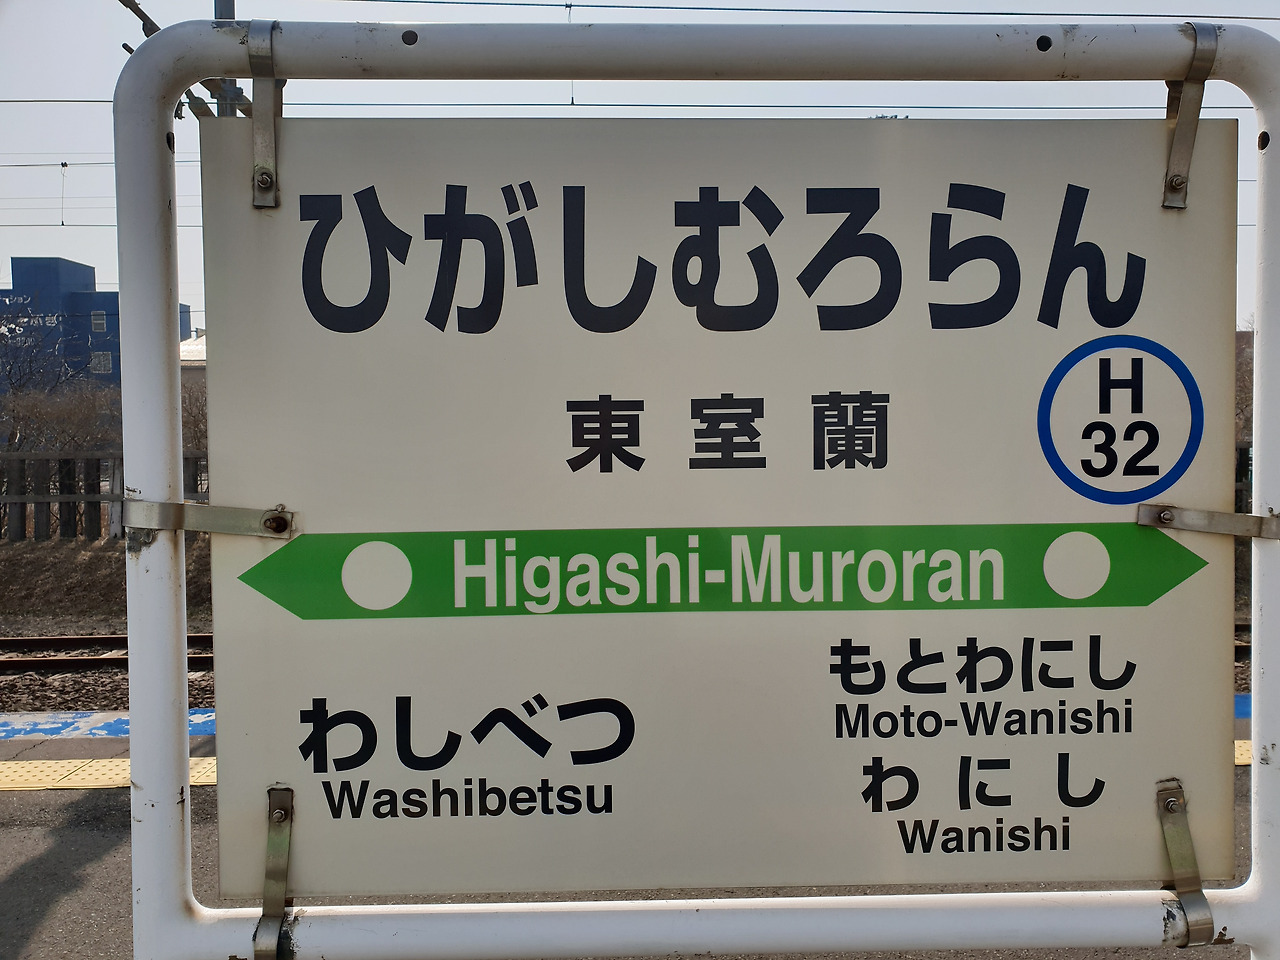 ひがしむろらん
東室蘭
H
32
Higashi-Muroran
わしべつ
Washibetsu
もとわにし
Moto-Wanishi
わにし
Wanishi